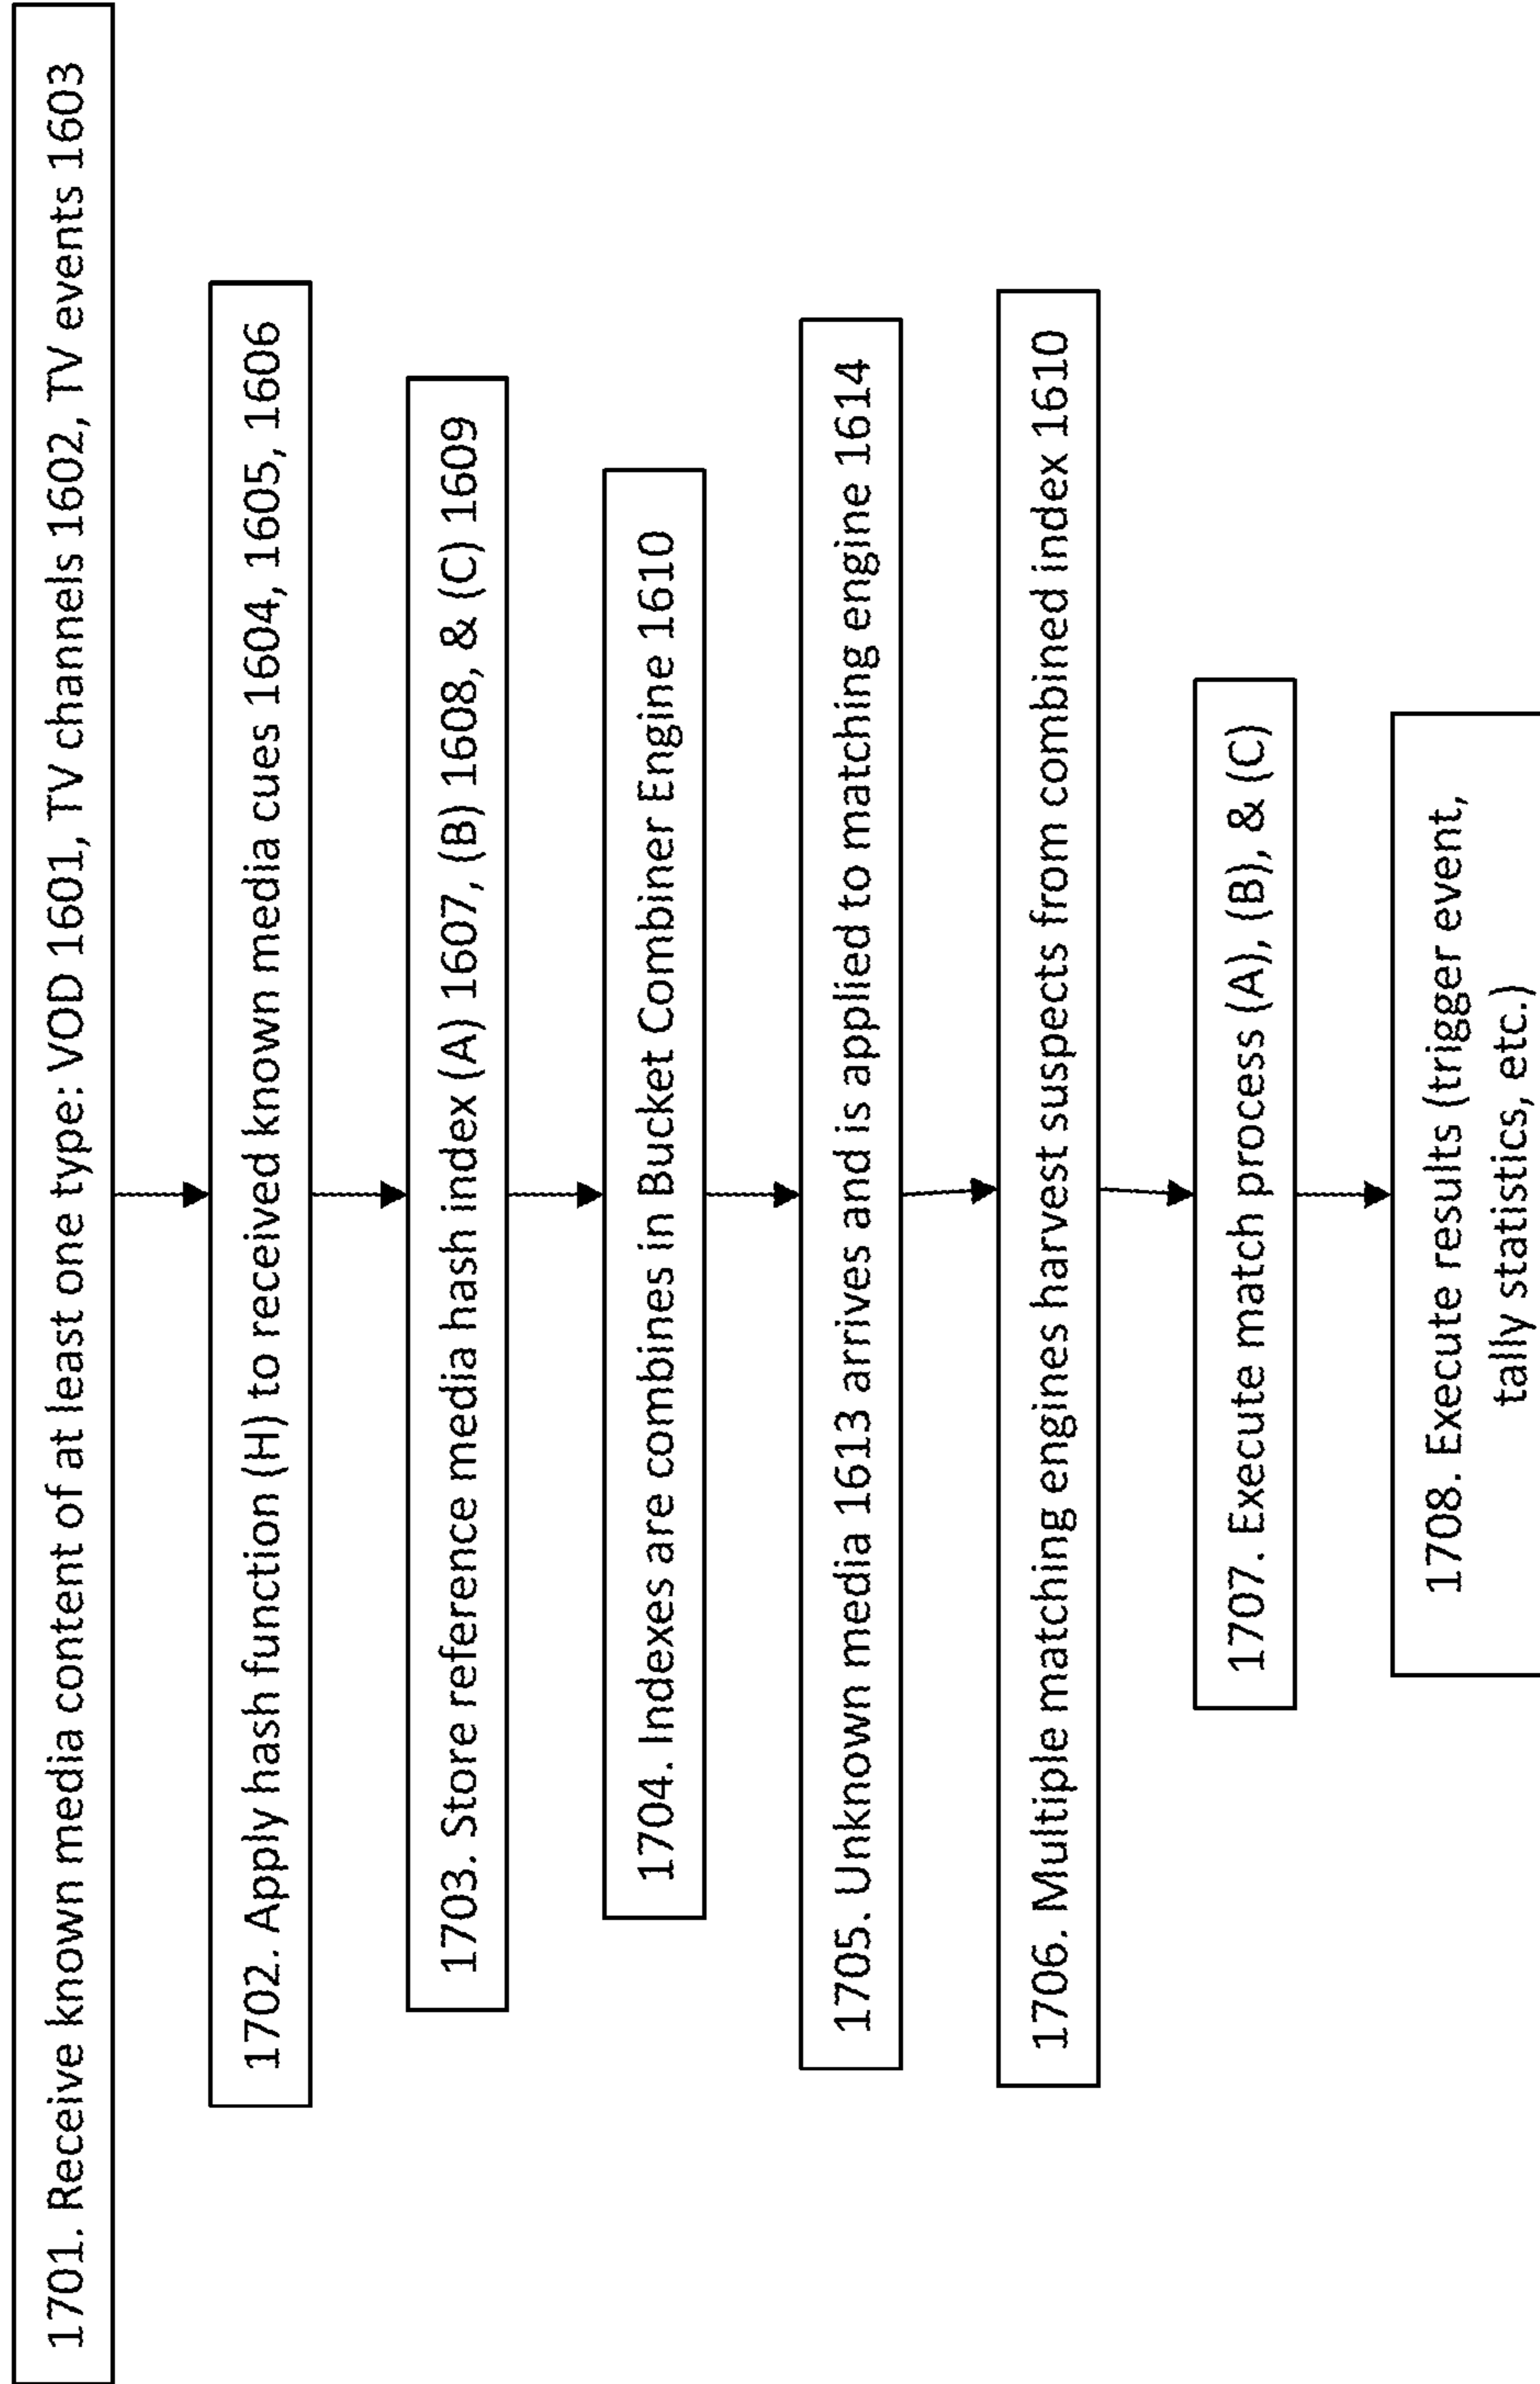 1701. Receive known media content of at least one type: VOD 1601, TV channels 1602, TV events 1603
1702. Apply hash function (H) to received known media cues 1604, 1605, 1606
1703. Store reference media hash index (A) 1607, (B) 1608, & (C) 1609
1704. Indexes are combines in Bucket Combiner Engine 1610
1705. Unknown media 1613 arrives and is applied to matching engine 1614
1706. Multiple matching engines harvest suspects from combined index 1610
1707. Execute match process (A), (B), & (C)
1708. Execute results (trigger event,
tally statistics, etc.)